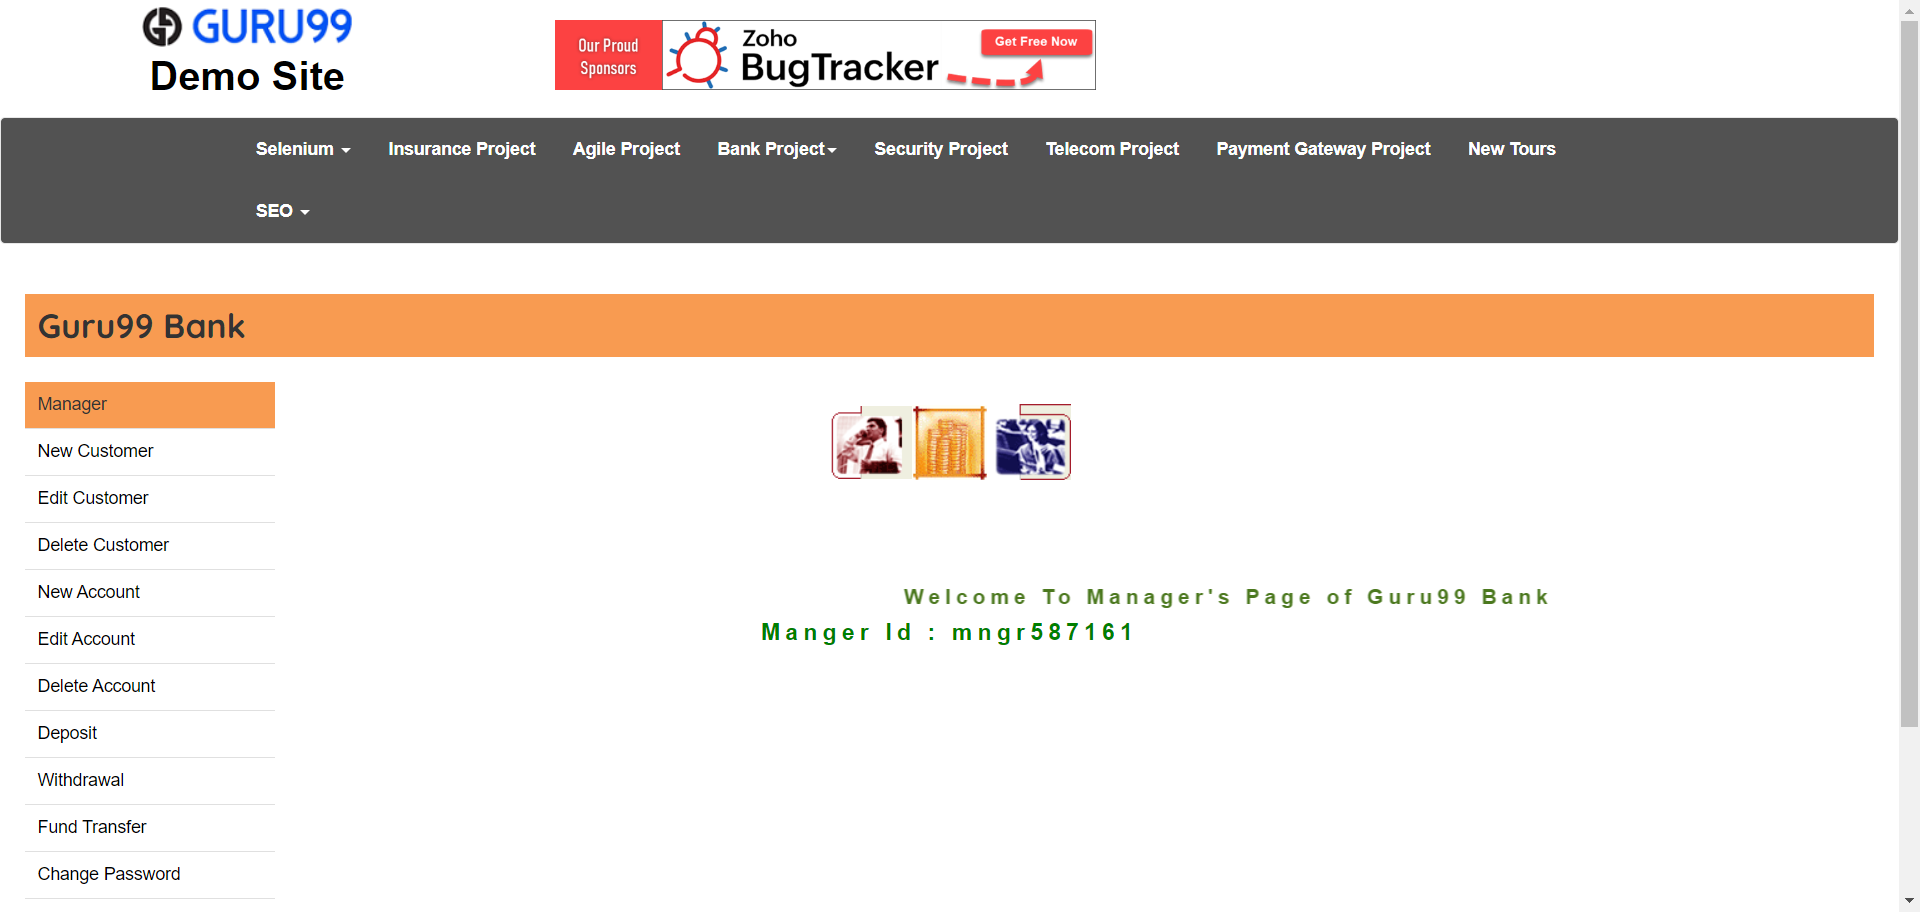 GURU99
Demo Site
Our Proud
Sponsors
Zoho
BugTracker
Get Free Now
Selenium
Insurance Project
Agile Project
Bank Project
Security Project
Telecom Project
Payment Gateway Project
New Tours
SEO
Guru99 Bank
Manager
New Customer
Edit Customer
Delete Customer
New Account
Edit Account
Delete Account
Deposit
Withdrawal
Fund Transfer
Change Password
Welcome To Manager's Page of Guru99 Bank
Manger Id : mngr587161